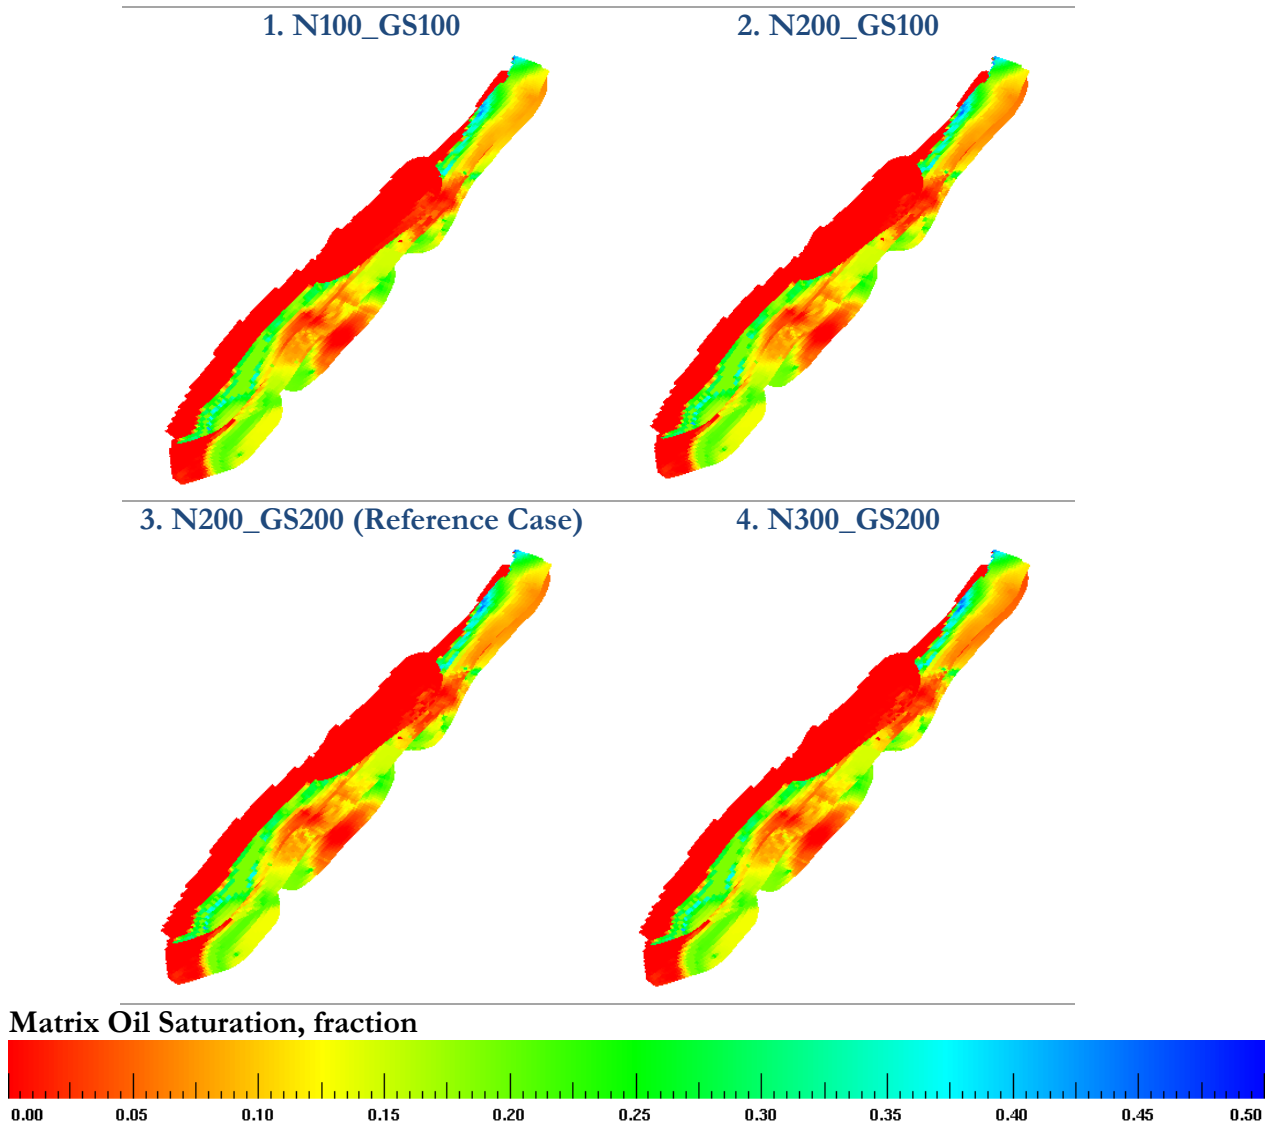 1. N100_GS100
2. N200_GS100
3. N200_GS200 (Reference Case)
4. N300_GS200
Matrix Oil Saturation, fraction
0.00 0.05 0.10 0.15 0.20 0.25 0.30 0.35 0.40 0.45 0.50